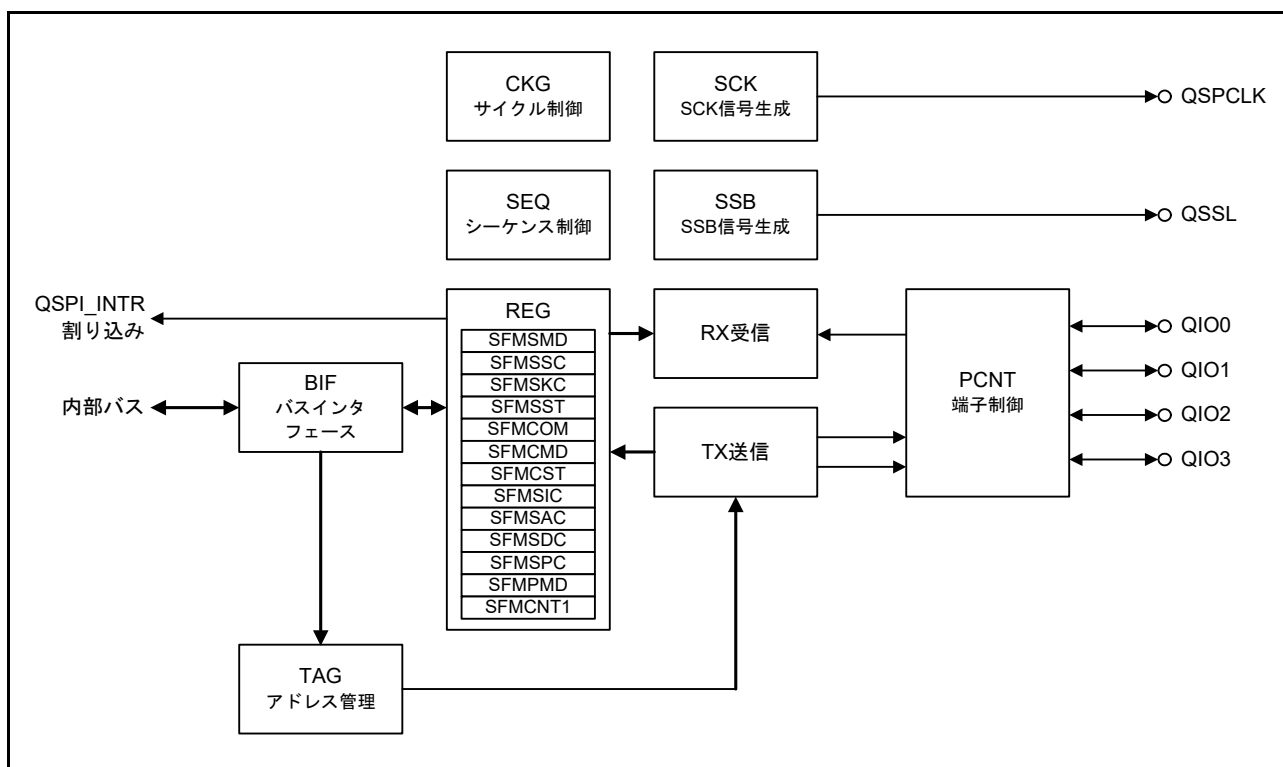 CKG
サイクル制御
SCK
SCK信号生成
QSPCLK
SEQ
シーケンス制御
SSB
SSB信号生成
QSSL
QSPI_INTR
割り込み
REG
SFMSMD
SFMSSC
SFMSKC
SFMSST
SFMCOM
SFMCMD
SFMCST
SFMSIC
SFMSAC
SFMSDC
SFMSPC
SFMPMD
SFMCNT1
RX受信
PCNT
端子制御
QIO0
QIO1
QIO2
QIO3
内部バス
BIF
バスインタ
フェース
TX送信
TAG
アドレス管理